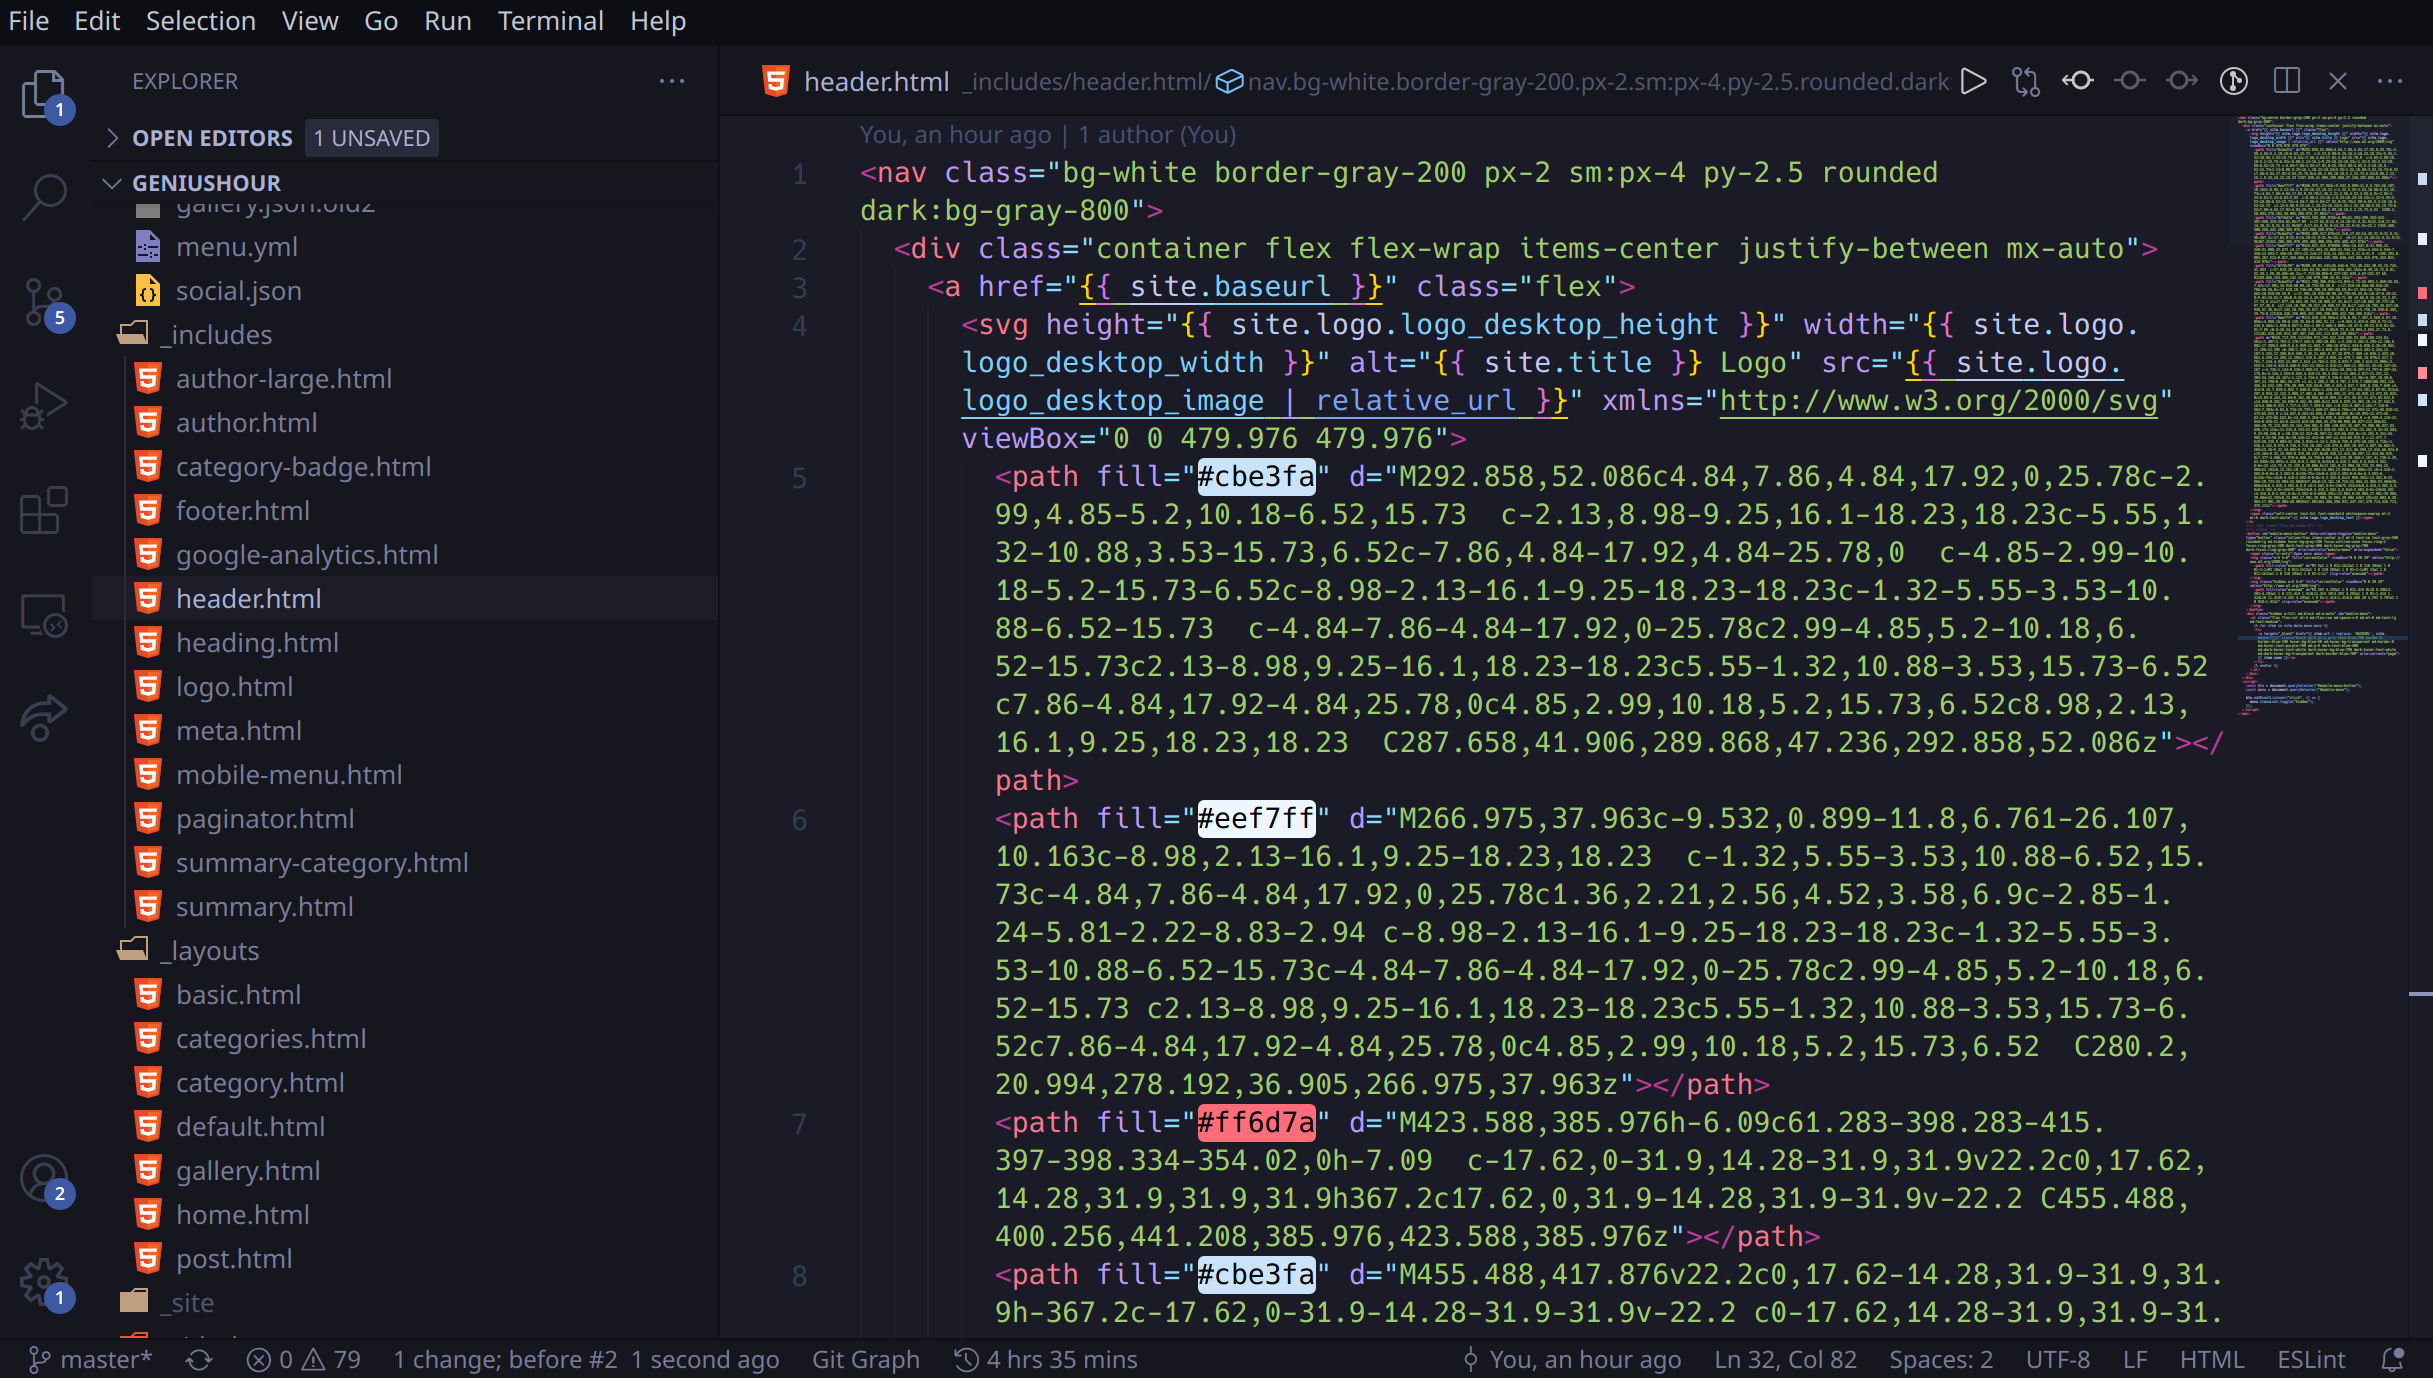 File Edit Selection View Go Run Terminal Help
EXPLORER
OPEN EDITORS 1 UNSAVED
GENIUSHOUR
gallery.json.old2
menu.yml
social.json
_includes
author-large.html
author.html
category-badge.html
footer.html
google-analytics.html
header.html
heading.html
logo.html
meta.html
mobile-menu.html
paginator.html
summary-category.html
summary.html
_layouts
basic.html
categories.html
category.html
default.html
gallery.html
home.html
post.html
_site
1
5
2
1
header.html _includes/header.html/ nav.bg-white.border-gray-200.px-2.sm:px-4.py-2.5.rounded.dark:
You, an hour ago | 1 author (You)
1 <nav class="bg-white border-gray-200 px-2 sm:px-4 py-2.5 rounded
dark:bg-gray-800">
2 <div class="container flex flex-wrap items-center justify-between mx-auto">
3 <a href="{{ site.baseurl }}" class="flex">
4 <svg height="{{ site.logo.logo_desktop_height }}" width="{{ site.logo.
logo_desktop_width }}" alt="{{ site.title }} Logo" src="{{ site.logo.
logo_desktop_image | relative_url }}" xmlns="http://www.w3.org/2000/svg"
viewBox="0 0 479.976 479.976">
5 <path fill="#cbe3fa" d="M292.858,52.086c4.84,7.86,4.84,17.92,0,25.78c-2.
99,4.85-5.2,10.18-6.52,15.73  c-2.13,8.98-9.25,16.1-18.23,18.23c-5.55,1.
32-10.88,3.53-15.73,6.52c-7.86,4.84-17.92,4.84-25.78,0  c-4.85-2.99-10.
18-5.2-15.73-6.52c-8.98-2.13-16.1-9.25-18.23-18.23c-1.32-5.55-3.53-10.
88-6.52-15.73  c-4.84-7.86-4.84-17.92,0-25.78c2.99-4.85,5.2-10.18,6.
52-15.73c2.13-8.98,9.25-16.1,18.23-18.23c5.55-1.32,10.88-3.53,15.73-6.52
c7.86-4.84,17.92-4.84,25.78,0c4.85,2.99,10.18,5.2,15.73,6.52c8.98,2.13,
16.1,9.25,18.23,18.23  C287.658,41.906,289.868,47.236,292.858,52.086z"></
path>
6 <path fill="#eef7ff" d="M266.975,37.963c-9.532,0.899-11.8,6.761-26.107,
10.163c-8.98,2.13-16.1,9.25-18.23,18.23  c-1.32,5.55-3.53,10.88-6.52,15.
73c-4.84,7.86-4.84,17.92,0,25.78c1.36,2.21,2.56,4.52,3.58,6.9c-2.85-1.
24-5.81-2.22-8.83-2.94 c-8.98-2.13-16.1-9.25-18.23-18.23c-1.32-5.55-3.
53-10.88-6.52-15.73c-4.84-7.86-4.84-17.92,0-25.78c2.99-4.85,5.2-10.18,6.
52-15.73 c2.13-8.98,9.25-16.1,18.23-18.23c5.55-1.32,10.88-3.53,15.73-6.
52c7.86-4.84,17.92-4.84,25.78,0c4.85,2.99,10.18,5.2,15.73,6.52  C280.2,
20.994,278.192,36.905,266.975,37.963z"></path>
7 <path fill="#ff6d7a" d="M423.588,385.976h-6.09c61.283-398.283-415.
397-398.334-354.02,0h-7.09  c-17.62,0-31.9,14.28-31.9,31.9v22.2c0,17.62,
14.28,31.9,31.9,31.9h367.2c17.62,0,31.9-14.28,31.9-31.9v-22.2 C455.488,
400.256,441.208,385.976,423.588,385.976z"></path>
8 <path fill="#cbe3fa" d="M455.488,417.876v22.2c0,17.62-14.28,31.9-31.9,31.
9h-367.2c-17.62,0-31.9-14.28-31.9-31.9v-22.2 c0-17.62,14.28-31.9,31.9-31.
master* 0 79 1 change; before #2 1 second ago Git Graph 4 hrs 35 mins You, an hour ago Ln 32, Col 82 Spaces: 2 UTF-8 LF HTML ESLint